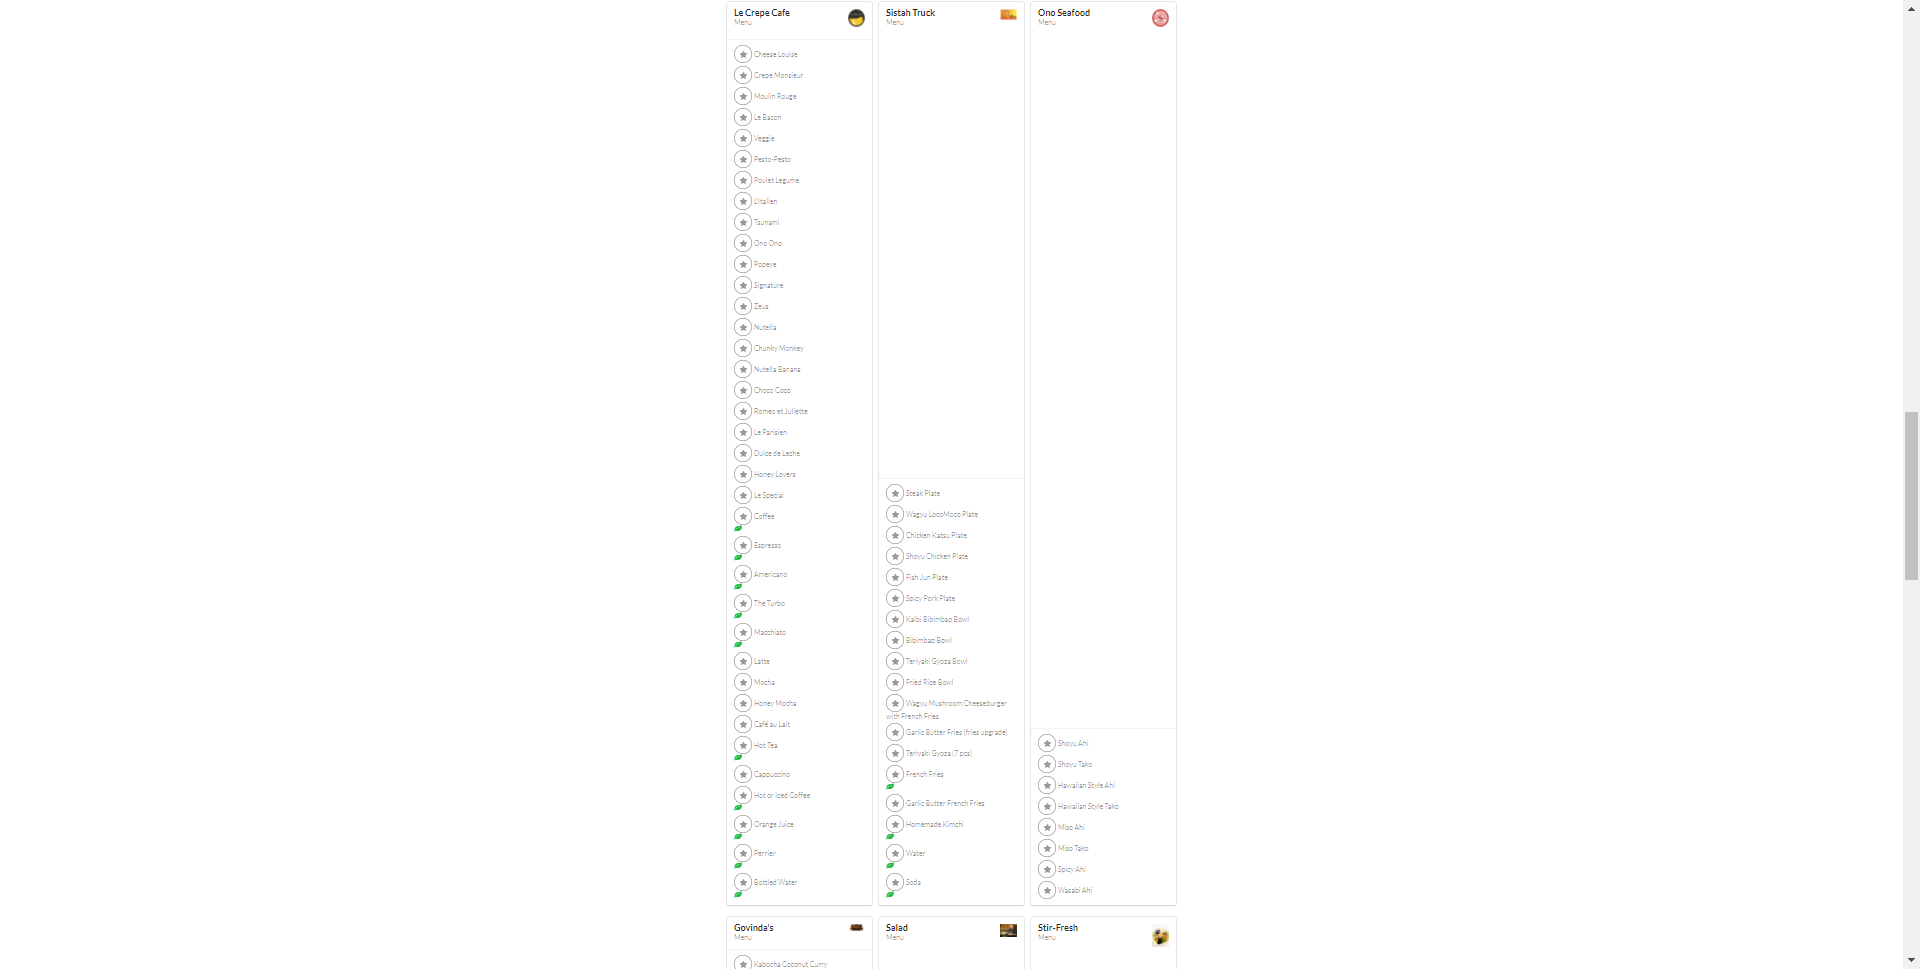 Le Crepe Cafe
Menu
Cheese Louise
Crepe Monsieur
Moulin Rouge
Le Bacon
Veggie
Pesto-Pesto
Poulet Legume
L'Italien
Tsunami
Ono Ono
Popeye
Signature
Zeus
Nutella
Chunky Monkey
Nutella Banana
Choco Coco
Romeo et Juliette
Le Parisien
Dulce de Leche
Honey Lovers
Le Special
Coffee
Espresso
Americano
The Turbo
Macchiato
Latte
Mocha
Honey Mocha
Café au Lait
Hot Tea
Cappuccino
Hot or Iced Coffee
Orange Juice
Perrier
Bottled Water
Sistah Truck
Menu
Steak Plate
Wagyu LocoMoco Plate
Chicken Katsu Plate
Shoyu Chicken Plate
Fish Jun Plate
Spicy Pork Plate
Kalbi Bibimbap Bowl
Bibimbap Bowl
Teriyaki Gyoza Bowl
Fried Rice Bowl
Wagyu Mushroom Cheeseburger
with French Fries
Garlic Butter Fries (fries upgrade)
Teriyaki Gyoza (7 pcs)
French Fries
Garlic Butter French Fries
Homemade Kimchi
Water
Soda
Ono Seafood
Menu
Shoyu Ahi
Shoyu Tako
Hawaiian Style Ahi
Hawaiian Style Tako
Miso Ahi
Miso Tako
Spicy Ahi
Wasabi Ahi
Govinda's
Menu
Kabocha Coconut Curry
Salad
Menu
Stir-Fresh
Menu